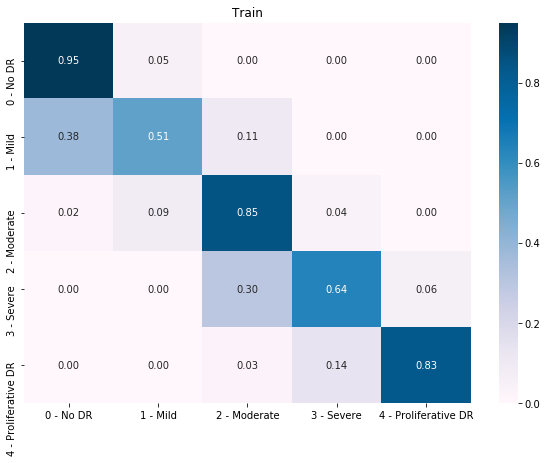 Train
0 - No DR
0.95 0.05 0.00 0.00 0.00
1 - Mild
0.38 0.51 0.11 0.00 0.00
2 - Moderate
0.02 0.09 0.85 0.04 0.00
3 - Severe
0.00 0.00 0.30 0.64 0.06
4 - Proliferative DR
0.00 0.00 0.03 0.14 0.83
0 - No DR 1 - Mild 2 - Moderate 3 - Severe 4 - Proliferative DR
0.8
0.6
0.4
0.2
0.0